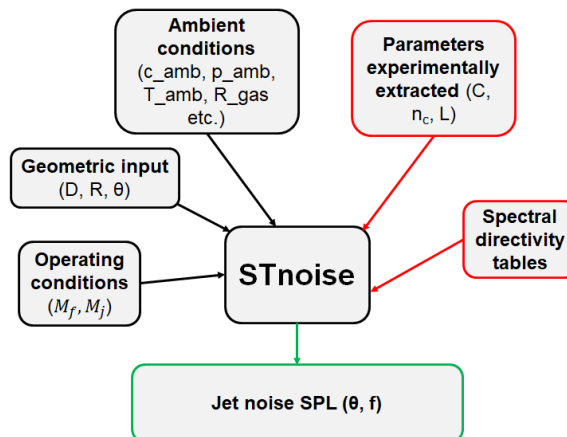 Ambient
conditions
(c_amb, p_amb,
T_amb, R_gas
etc.)
Parameters
experimentally
extracted (C,
n꜀, L)
Geometric input
(D, R, θ)
Operating
conditions
(M_f, M_j)
STnoise
Spectral
directivity
tables
Jet noise SPL (θ, f)